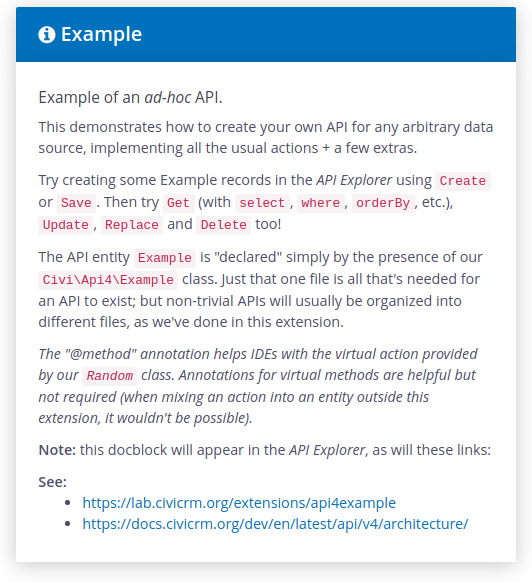 Example
Example of an ad-hoc API.
This demonstrates how to create your own API for any arbitrary data
source, implementing all the usual actions + a few extras.
Try creating some Example records in the API Explorer using Create
or Save. Then try Get (with select, where, orderBy, etc.),
Update, Replace and Delete too!
The API entity Example is "declared" simply by the presence of our
Civi\Api4\Example class. Just that one file is all that's needed for
an API to exist; but non-trivial APIs will usually be organized into
different files, as we've done in this extension.
The "@method" annotation helps IDEs with the virtual action provided
by our Random class. Annotations for virtual methods are helpful but
not required (when mixing an action into an entity outside this
extension, it wouldn't be possible).
Note: this docblock will appear in the API Explorer, as will these links:
See:
• https://lab.civicrm.org/extensions/api4example
• https://docs.civicrm.org/dev/en/latest/api/v4/architecture/